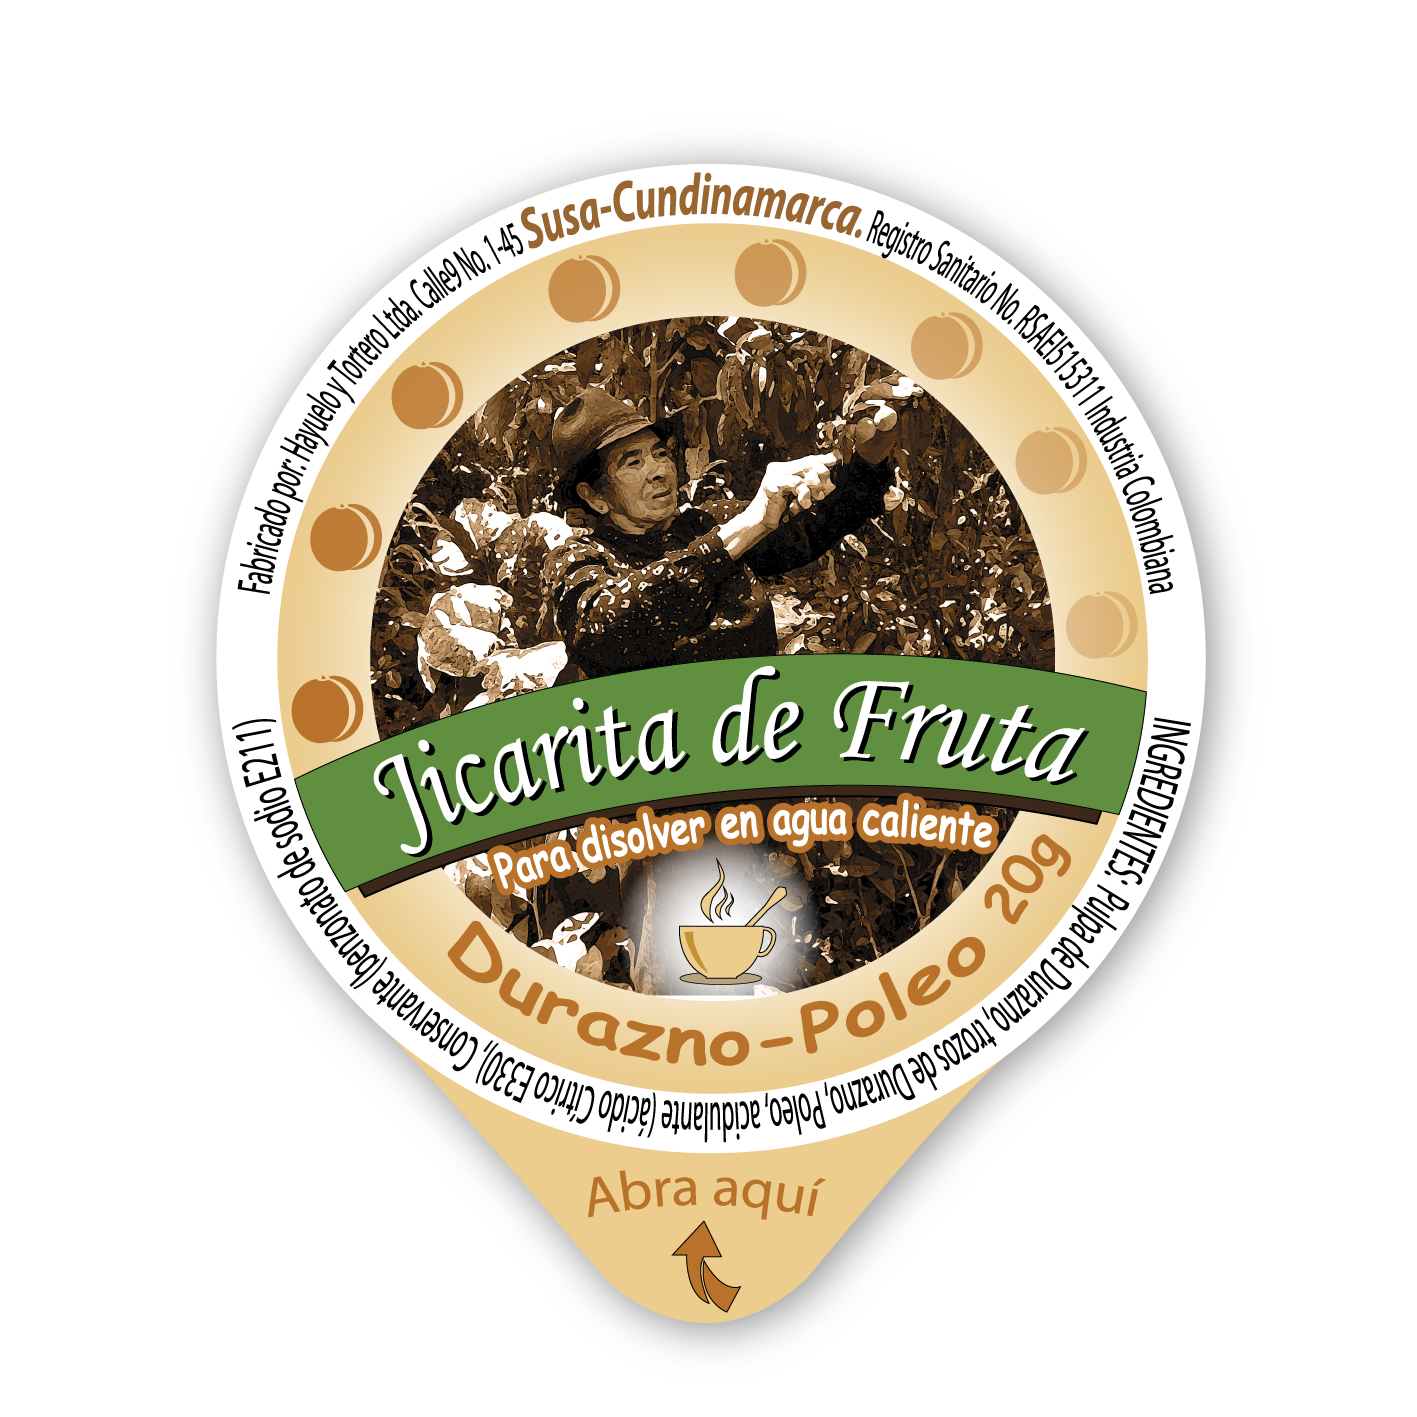 Fabricado por: Hayuelo y Tortero Ltda. Calle9 No. 1-45 Susa-Cundinamarca. Registro Sanitario No. RSAEI515311 Industria Colombiana
Jicarita de Fruta
Para disolver en agua caliente
Durazno-Poleo 20g
INGREDIENTES: Pulpa de Durazno, trozos de Durazno, Poleo, acidulante (ácido Cítrico E330), Conservante (benzonato de sodio E211)
Abra aquí